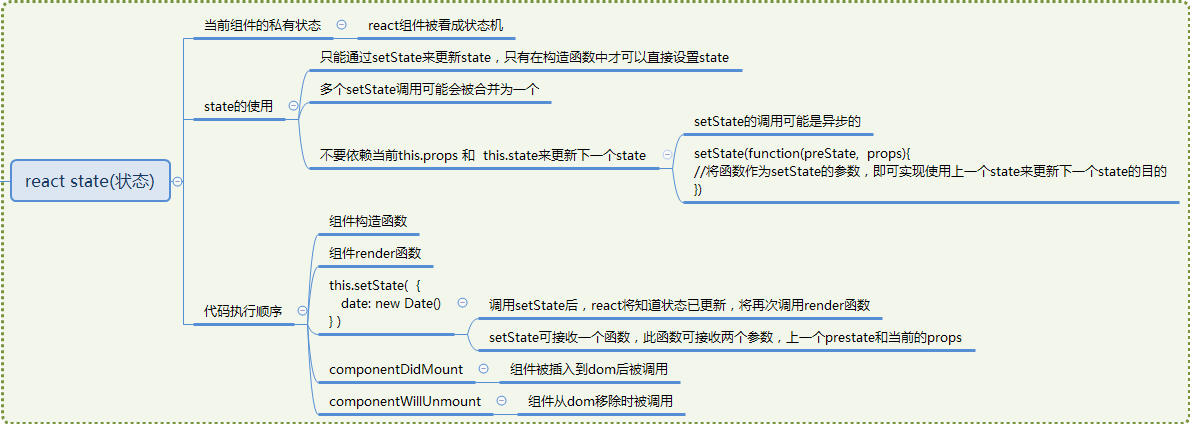 react state(状态)
当前组件的私有状态
react组件被看成状态机
state的使用
只能通过setState来更新state，只有在构造函数中才可以直接设置state
多个setState调用可能会被合并为一个
不要依赖当前this.props 和  this.state来更新下一个state
setState的调用可能是异步的
setState(function(preState,  props){
//将函数作为setState的参数，即可实现使用上一个state来更新下一个state的目的
})
代码执行顺序
组件构造函数
组件render函数
this.setState(  {
date: new Date()
} )
调用setState后，react将知道状态已更新，将再次调用render函数
setState可接收一个函数，此函数可接收两个参数，上一个prestate和当前的props
componentDidMount
组件被插入到dom后被调用
componentWillUnmount
组件从dom移除时被调用